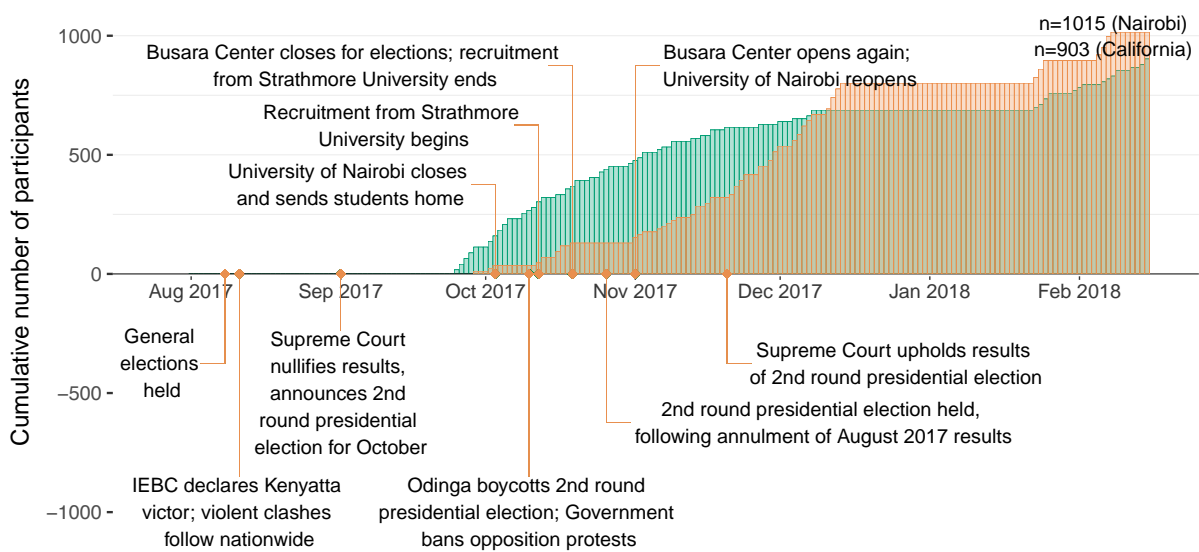 n=1015 (Nairobi)
n=903 (California)
Busara Center closes for elections; recruitment
from Strathmore University ends
Busara Center opens again;
University of Nairobi reopens
Recruitment from Strathmore
University begins
University of Nairobi closes
and sends students home
Cumulative number of participants
1000
500
0
−500
−1000
Aug 2017
Sep 2017
Oct 2017
Nov 2017
Dec 2017
Jan 2018
Feb 2018
General
elections
held
Supreme Court
nullifies results,
announces 2nd
round presidential
election for October
Supreme Court upholds results
of 2nd round presidential election
2nd round presidential election held,
following annulment of August 2017 results
IEBC declares Kenyatta
victor; violent clashes
follow nationwide
Odinga boycotts 2nd round
presidential election; Government
bans opposition protests